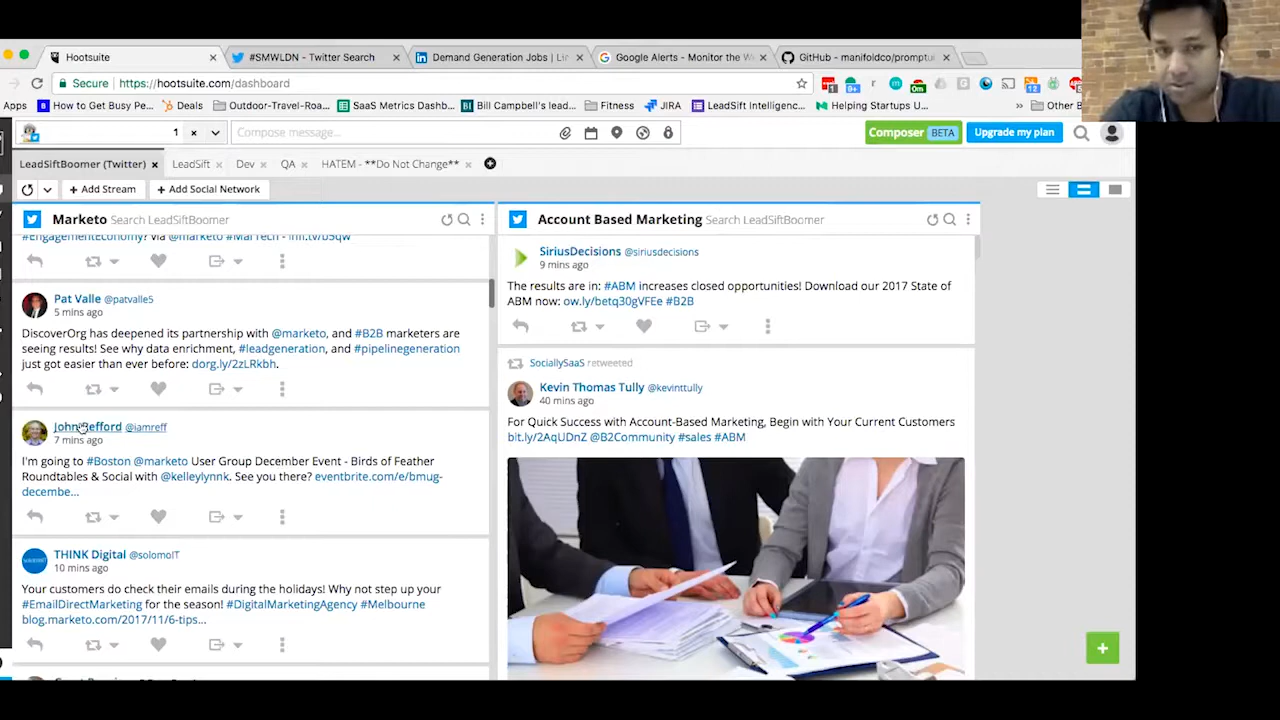 Hootsuite
#SMWLDN - Twitter Search
Demand Generation Jobs | Lin
Google Alerts - Monitor the We
GitHub - manifoldco/promptui
Secure
https://hootsuite.com/dashboard
Apps
How to Get Busy Pe...
Deals
Outdoor-Travel-Roa...
SaaS Metrics Dashb...
Bill Campbell's lead...
Fitness
JIRA
LeadSift Intelligenc...
Helping Startups U...
»
Other B
1
Compose message...
Composer BETA
Upgrade my plan
LeadSiftBoomer (Twitter)
LeadSift
Dev
QA
HATEM - **Do Not Change**
+ Add Stream
+ Add Social Network
Marketo Search LeadSiftBoomer
#EngagementEconomy? via @marketo #MarTech -
Pat Valle @patvalle5
5 mins ago
DiscoverOrg has deepened its partnership with @marketo, and #B2B marketers are
seeing results! See why data enrichment, #leadgeneration, and #pipelinegeneration
just got easier than ever before: dorg.ly/2zLRkbh.
John Refford @iamreff
7 mins ago
I'm going to #Boston @marketo User Group December Event - Birds of Feather
Roundtables & Social with @kelleylynnk. See you there? eventbrite.com/e/bmug-
decembe...
THINK Digital @solomoIT
10 mins ago
Your customers do check their emails during the holidays! Why not step up your
#EmailDirectMarketing for the season! #DigitalMarketingAgency #Melbourne
blog.marketo.com/2017/11/6-tips...
Account Based Marketing Search LeadSiftBoomer
SiriusDecisions @siriusdecisions
9 mins ago
The results are in: #ABM increases closed opportunities! Download our 2017 State of
ABM now: ow.ly/betq30gVFEe #B2B
SociallySaaS retweeted
Kevin Thomas Tully @kevinttully
40 mins ago
For Quick Success with Account-Based Marketing, Begin with Your Current Customers
bit.ly/2AqUDnZ @B2Community #sales #ABM